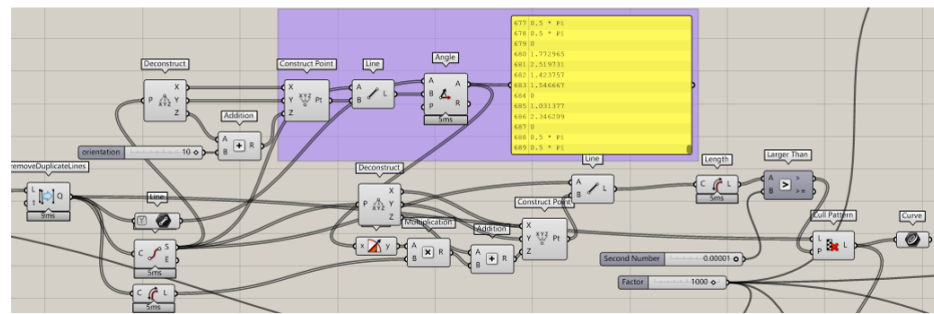 677 0.5 * Pi
678 0.5 * Pi
679 0
680 1.772965
681 2.519731
682 1.423757
683 1.546667
684 0
685 1.031377
686 2.346209
687 0
688 0.5 * Pi
689 0.5 * Pi
Deconstruct
P X Y Z
Construct Point
X Y Z Pt
Line
A B L
Angle
A B P A R
5ms
Addition
A B R
orientation 10
removeDuplicateLines
L t Q
9ms
Line
C S E
5ms
C L
5ms
Deconstruct
P X Y Z
x y
Multiplication
A B R
Addition
A B R
Construct Point
X Y Z Pt
Line
A B L
Length
C L
5ms
Larger Than
A B > >=
Second Number 0.00001
Factor 1000
Cull Pattern
L P L
Curve